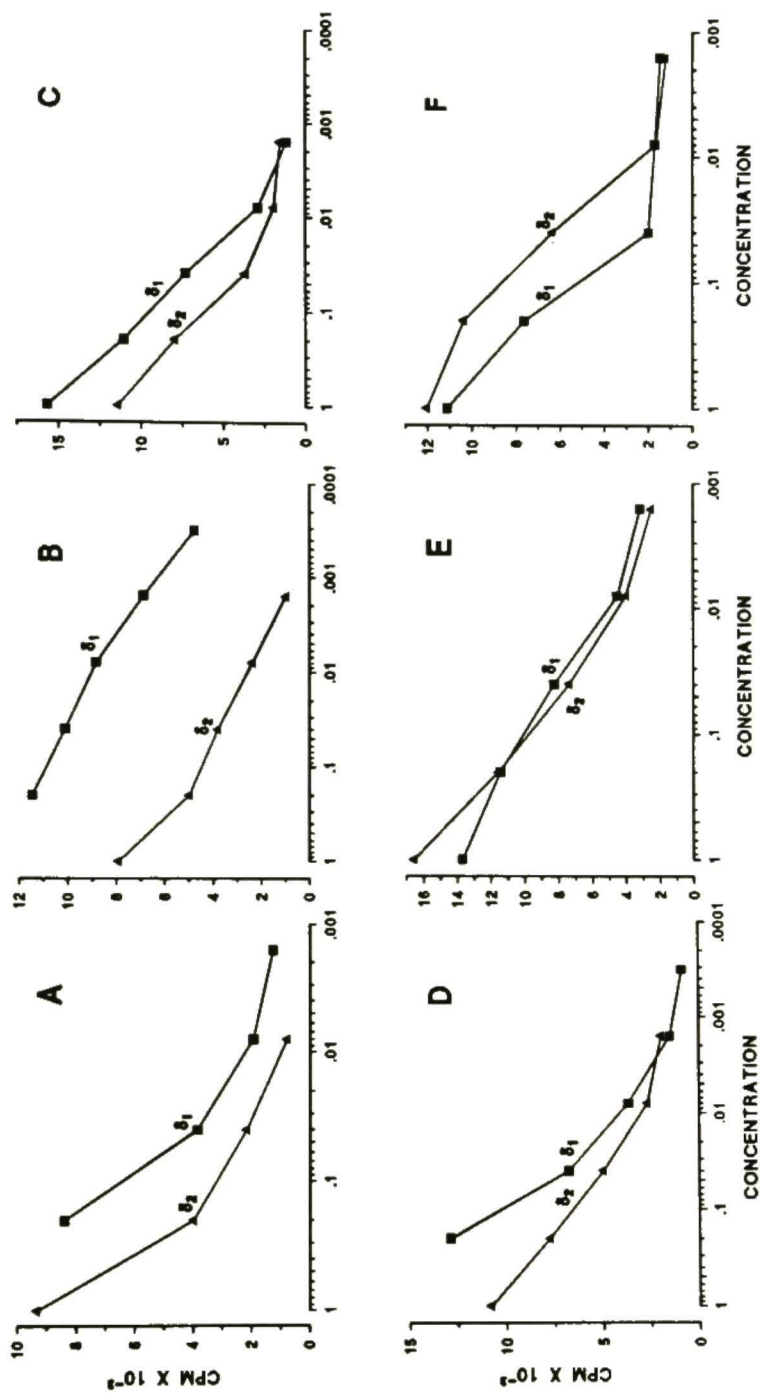 A
CPM X 10⁻³
10
8
6
4
2
0
δ₁
δ₂
1 .1 .01 .001
B
12
10
8
6
4
2
0
δ₁
δ₂
1 .1 .01 .001 .0001
C
15
10
5
0
δ₁
δ₂
1 .1 .01 .001 .0001
D
CPM X 10⁻³
15
10
5
0
δ₁
δ₂
1 .1 .01 .001 .0001
CONCENTRATION
E
16
14
12
10
8
6
4
2
0
δ₁
δ₂
1 .1 .01 .001
CONCENTRATION
F
12
10
8
6
4
2
0
δ₂
δ₁
1 .1 .01 .001
CONCENTRATION